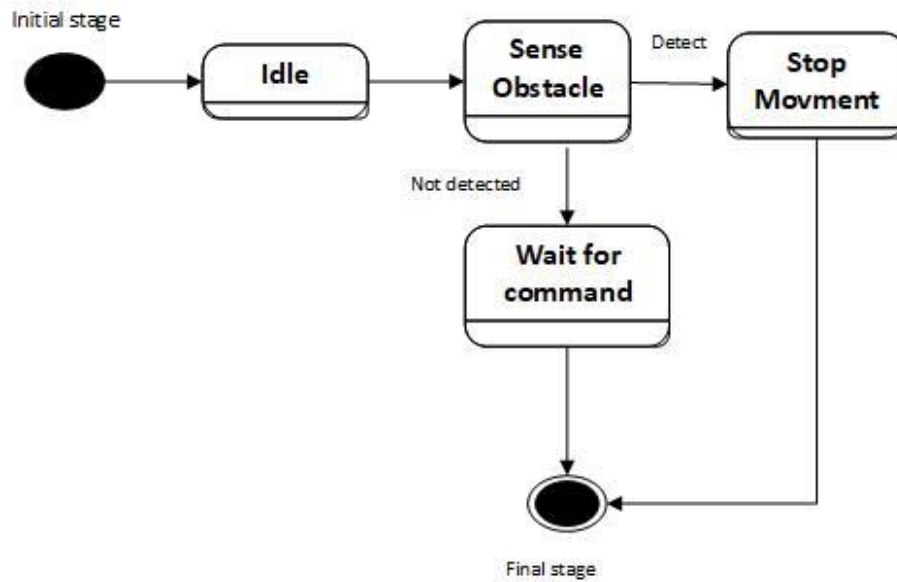 Initial stage
Idle
Sense
Obstacle
Detect
Stop
Movment
Not detected
Wait for
command
Final stage